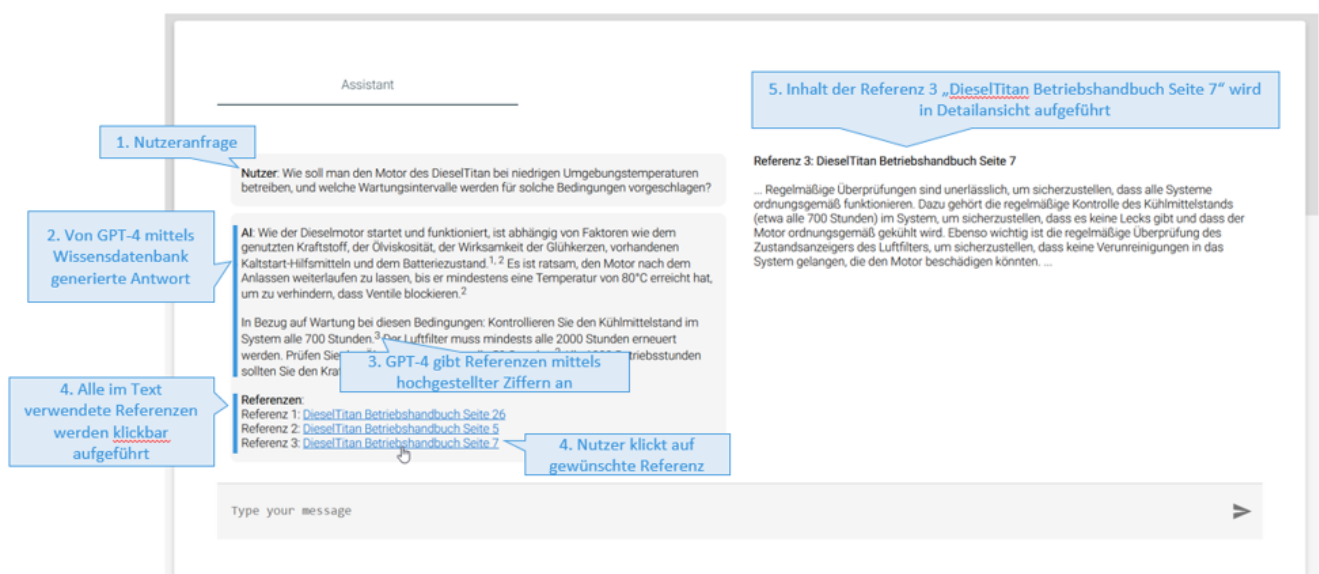 Assistant
1. Nutzeranfrage
Nutzer: Wie soll man den Motor des DieselTitan bei niedrigen Umgebungstemperaturen
betreiben, und welche Wartungsintervalle werden für solche Bedingungen vorgeschlagen?
2. Von GPT-4 mittels
Wissensdatenbank
generierte Antwort
AI: Wie der Dieselmotor startet und funktioniert, ist abhängig von Faktoren wie dem
genutzten Kraftstoff, der Ölviskosität, der Wirksamkeit der Glühkerzen, vorhandenen
Kaltstart-Hilfsmitteln und dem Batteriezustand.1, 2 Es ist ratsam, den Motor nach dem
Anlassen weiterlaufen zu lassen, bis er mindestens eine Temperatur von 80°C erreicht hat,
um zu verhindern, dass Ventile blockieren.2
In Bezug auf Wartung bei diesen Bedingungen: Kontrollieren Sie den Kühlmittelstand im
System alle 700 Stunden.3 Der Luftfilter muss mindests alle 2000 Stunden erneuert
werden. Prüfen Sie
sollten Sie den
3. GPT-4 gibt Referenzen mittels
hochgestellter Ziffern an
4. Alle im Text
verwendete Referenzen
werden klickbar
aufgeführt
Referenzen:
Referenz 1: DieselTitan Betriebshandbuch Seite 26
Referenz 2: DieselTitan Betriebshandbuch Seite 5
Referenz 3: DieselTitan Betriebshandbuch Seite 7
4. Nutzer klickt auf
gewünschte Referenz
5. Inhalt der Referenz 3 „DieselTitan Betriebshandbuch Seite 7“ wird
in Detailansicht aufgeführt
Referenz 3: DieselTitan Betriebshandbuch Seite 7
... Regelmäßige Überprüfungen sind unerlässlich, um sicherzustellen, dass alle Systeme
ordnungsgemäß funktionieren. Dazu gehört die regelmäßige Kontrolle des Kühlmittelstands
(etwa alle 700 Stunden) im System, um sicherzustellen, dass es keine Lecks gibt und dass der
Motor ordnungsgemäß gekühlt wird. Ebenso wichtig ist die regelmäßige Überprüfung des
Zustandsanzeigers des Luftfilters, um sicherzustellen, dass keine Verunreinigungen in das
System gelangen, die den Motor beschädigen könnten. ...
Type your message